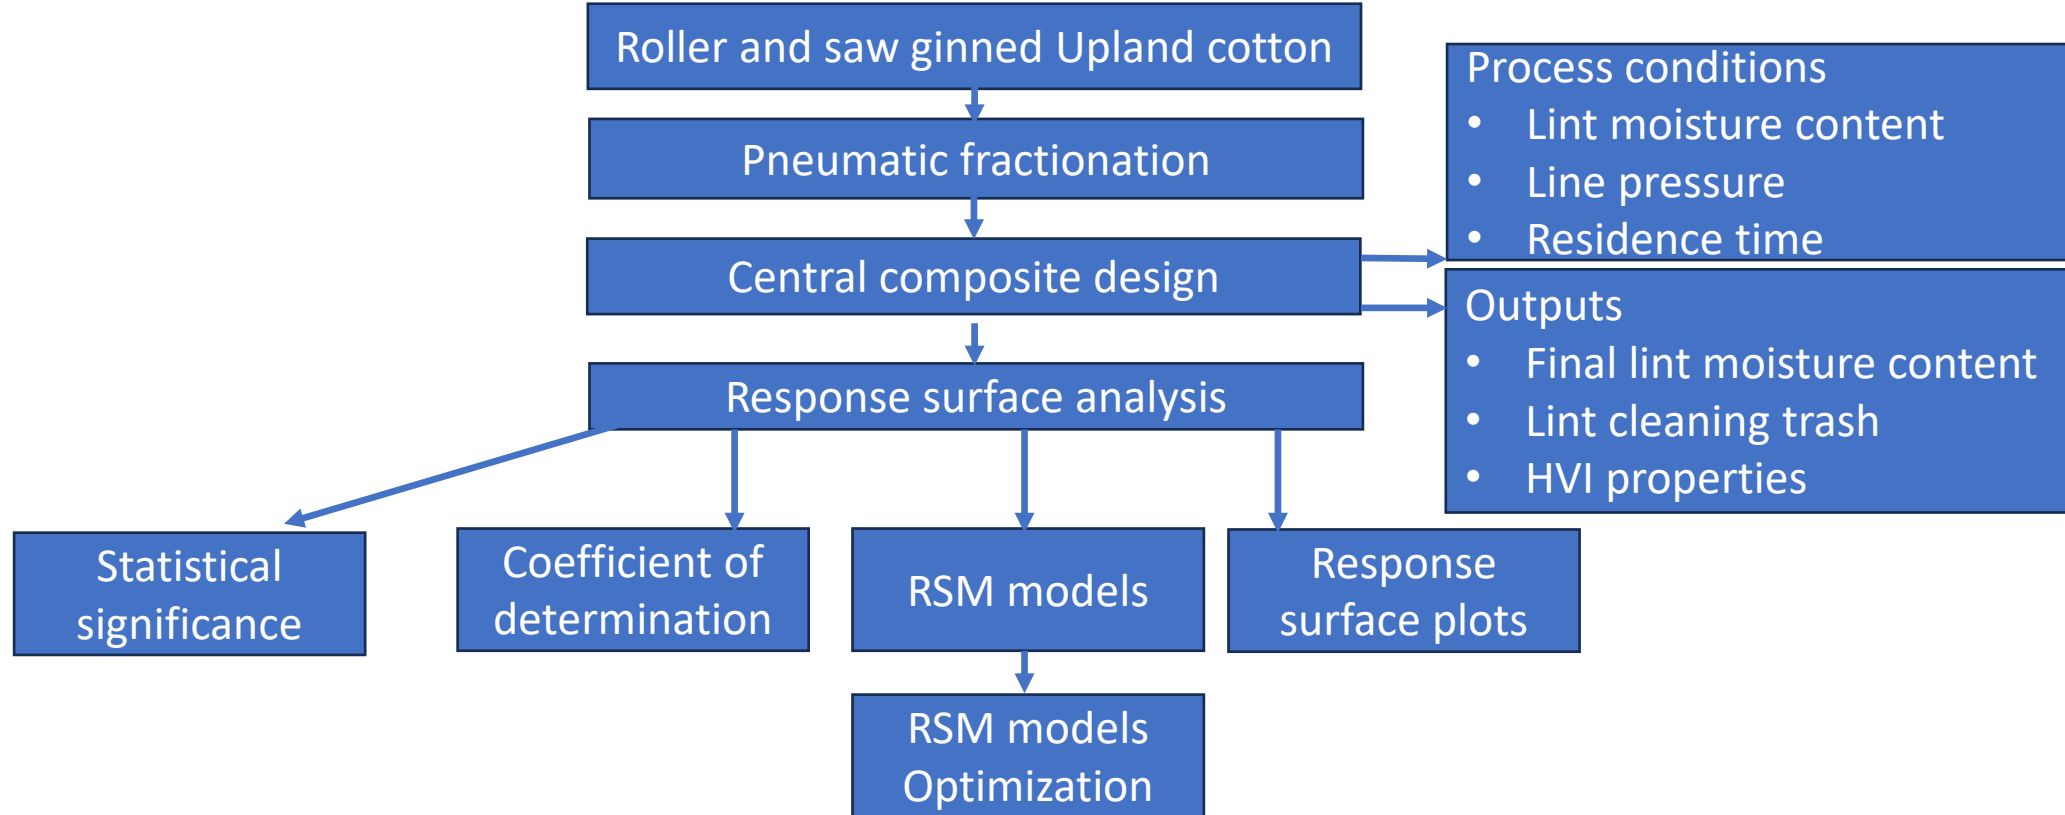 Roller and saw ginned Upland cotton
Pneumatic fractionation
Central composite design
Process conditions
• Lint moisture content
• Line pressure
• Residence time
Outputs
• Final lint moisture content
• Lint cleaning trash
• HVI properties
Response surface analysis
Statistical
significance
Coefficient of
determination
RSM models
Response
surface plots
RSM models
Optimization